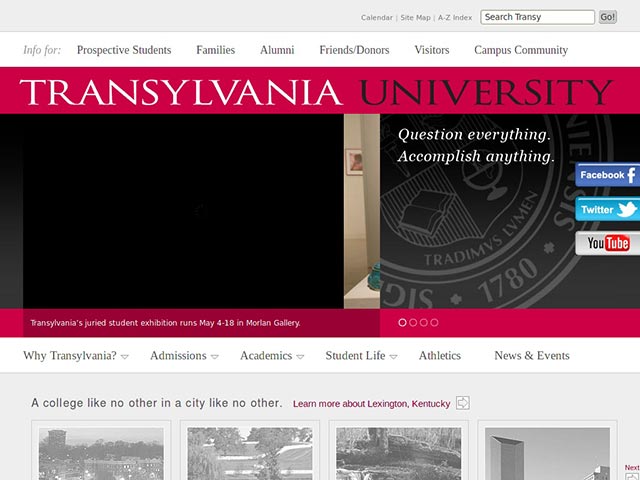 Calendar | Site Map | A-Z Index Search Transy Go!
Info for: Prospective Students Families Alumni Friends/Donors Visitors Campus Community
TRANSYLVANIA UNIVERSITY
Question everything.
Accomplish anything.
Facebook f
Twitter
YouTube
TRADIMVS LVMEN
1780
Transylvania's juried student exhibition runs May 4-18 in Morlan Gallery.
Why Transylvania? Admissions Academics Student Life Athletics News & Events
A college like no other in a city like no other. Learn more about Lexington, Kentucky
Next